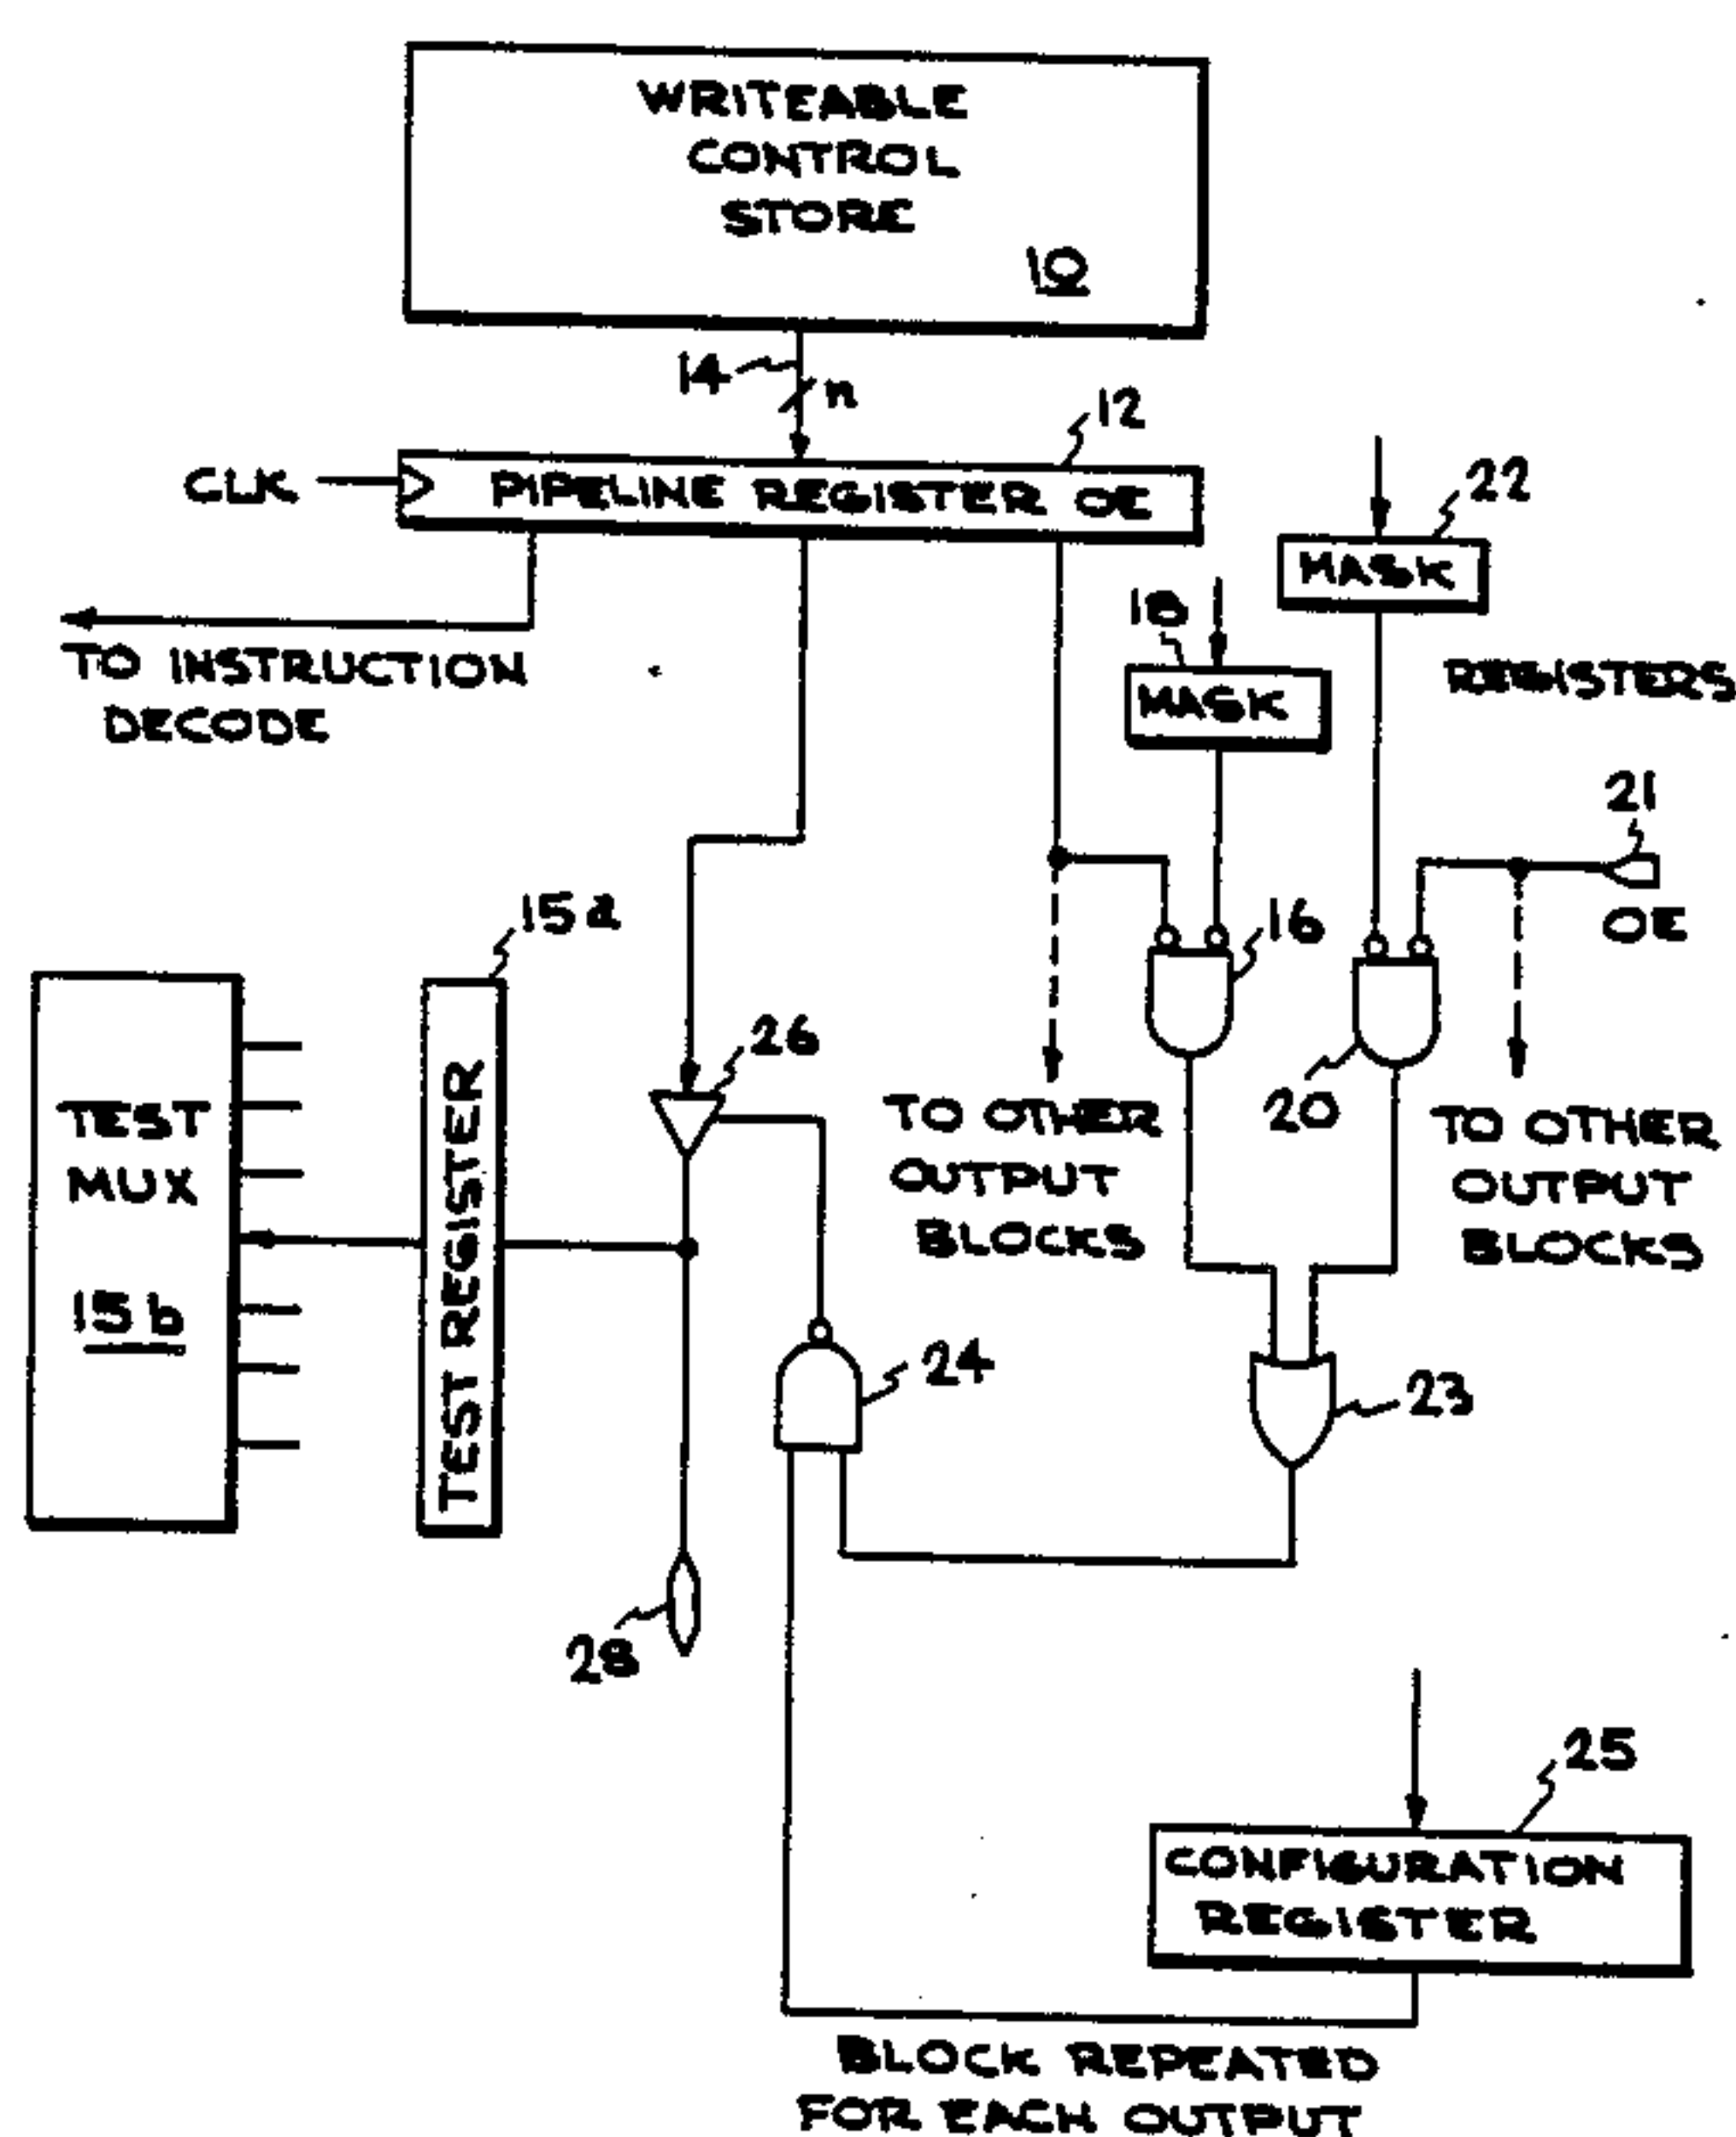 WRITEABLE
CONTROL
STORE
10
14
n
12
CLK
PIPELINE REGISTER OE
22
MASK
18
MASK
TO INSTRUCTION
DECODE
REGISTERS
21
OE
15a
16
26
20
TEST
MUX
15b
TEST REGISTER
TO OTHER
OUTPUT
BLOCKS
TO OTHER
OUTPUT
BLOCKS
24
23
28
25
CONFIGURATION
REGISTER
BLOCK REPEATED
FOR EACH OUTPUT